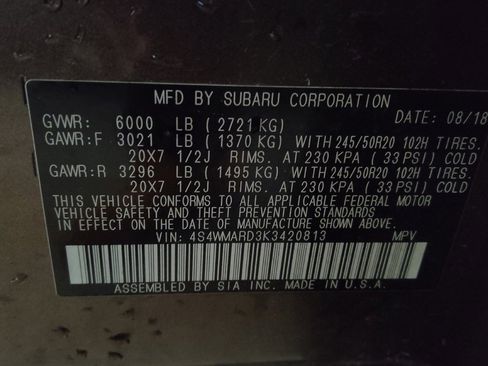 MFD BY SUBARU CORPORATION
GVWR: 6000 LB ( 2721 KG) DATE: 08/18
GAWR:F 3021 LB ( 1370 KG) WITH 245/50R20 102H TIRES.
20X7 1/2J RIMS. AT 230 KPA ( 33 PSI) COLD
GAWR:R 3296 LB ( 1495 KG) WITH 245/50R20 102H TIRES.
20X7 1/2J RIMS. AT 230 KPA ( 33 PSI) COLD
THIS VEHICLE CONFORMS TO ALL APPLICABLE FEDERAL MOTOR
VEHICLE SAFETY AND THEFT PREVENTION STANDARDS
IN EFFECT ON THE DATE OF MANUFACTURE SHOWN ABOVE.
VIN: 4S4WMARD3K3420813 MPV
ASSEMBLED BY SIA INC. MADE IN U.S.A.